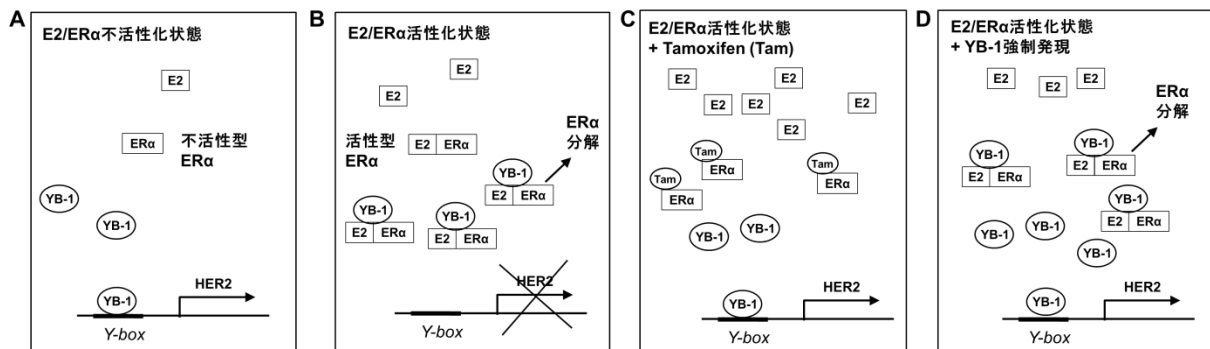 A
E2/ERα不活性化状態
E2
ERα
不活性型
ERα
YB-1
YB-1
YB-1
HER2
Y-box
B
E2/ERα活性化状態
E2
E2
活性型
ERα
E2 ERα
ERα
分解
YB-1
E2 ERα
YB-1
E2 ERα
YB-1
E2 ERα
HER2
Y-box
C
E2/ERα活性化状態
+ Tamoxifen (Tam)
E2
E2
E2
E2
E2
E2
Tam
ERα
Tam
ERα
Tam
ERα
YB-1
YB-1
YB-1
HER2
Y-box
D
E2/ERα活性化状態
+ YB-1強制発現
E2
E2
E2
ERα
分解
YB-1
E2 ERα
YB-1
E2 ERα
YB-1
E2 ERα
YB-1
YB-1
YB-1
YB-1
HER2
Y-box